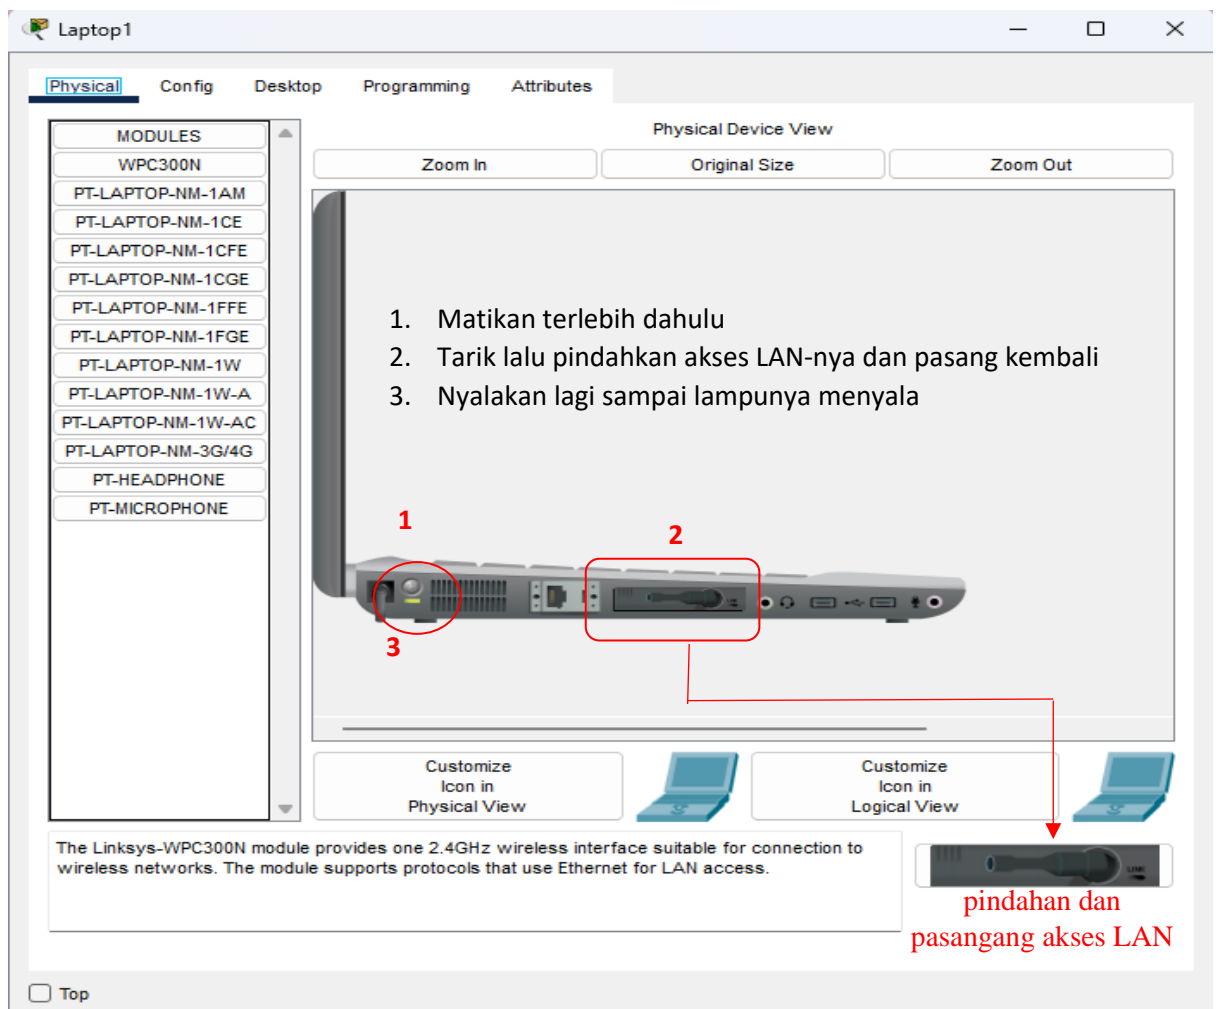 Laptop1
Physical Config Desktop Programming Attributes
MODULES
WPC300N
PT-LAPTOP-NM-1AM
PT-LAPTOP-NM-1CE
PT-LAPTOP-NM-1CFE
PT-LAPTOP-NM-1CGE
PT-LAPTOP-NM-1FFE
PT-LAPTOP-NM-1FGE
PT-LAPTOP-NM-1W
PT-LAPTOP-NM-1W-A
PT-LAPTOP-NM-1W-AC
PT-LAPTOP-NM-3G/4G
PT-HEADPHONE
PT-MICROPHONE
Physical Device View
Zoom In Original Size Zoom Out
1. Matikan terlebih dahulu
2. Tarik lalu pindahkan akses LAN-nya dan pasang kembali
3. Nyalakan lagi sampai lampunya menyala
1
2
3
Customize
Icon in
Physical View
Customize
Icon in
Logical View
The Linksys-WPC300N module provides one 2.4GHz wireless interface suitable for connection to
wireless networks. The module supports protocols that use Ethernet for LAN access.
LINK
pindahan dan
pasangang akses LAN
Top